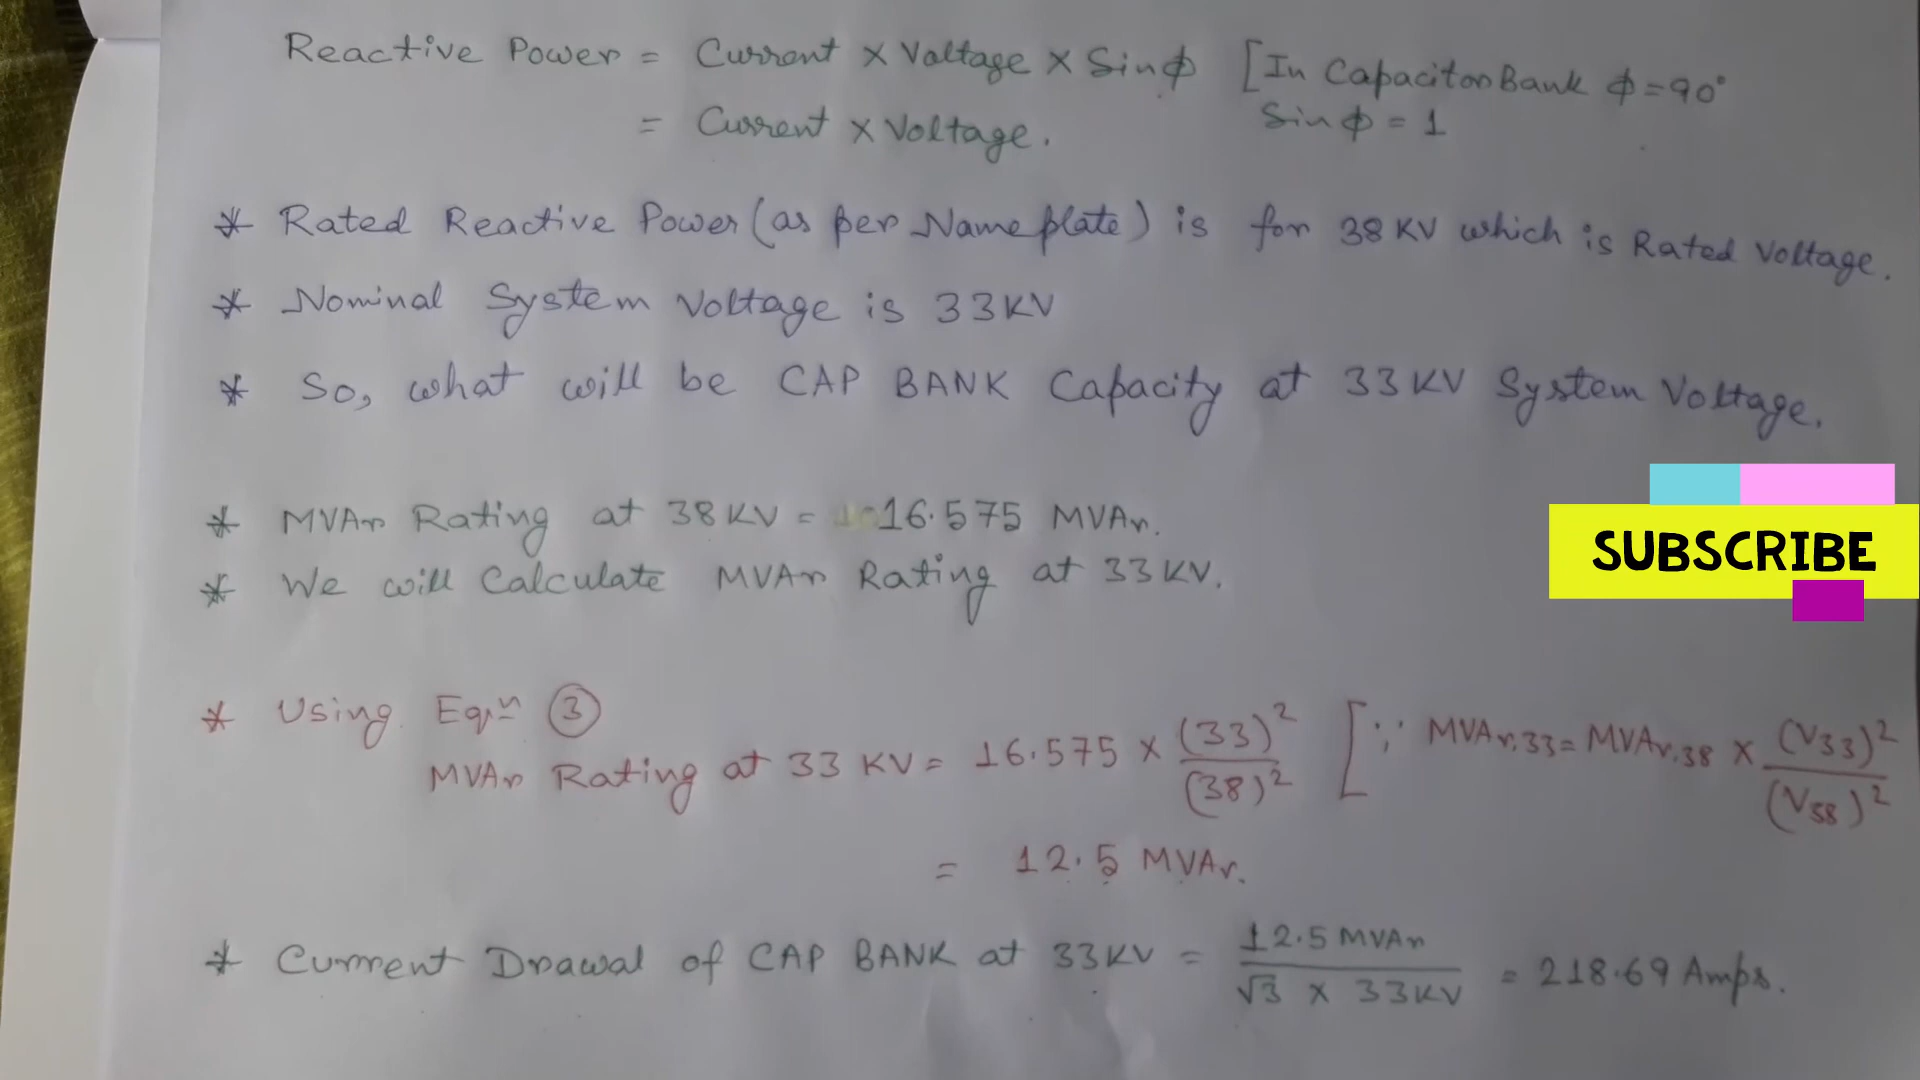 Reactive Power = Current × Voltage × Sinφ [In Capacitor Bank φ=90°
= Current × Voltage. Sinφ = 1
* Rated Reactive Power (as per Nameplate) is for 38 KV which is Rated Voltage.
* Nominal System Voltage is 33KV
* So, what will be CAP BANK Capacity at 33KV System Voltage.
* MVAr Rating at 38KV = 16.575 MVAr.
* We will Calculate MVAr Rating at 33KV.
SUBSCRIBE
* Using Eqn ③
MVAr Rating at 33 KV = 16.575 × (33)²/(38)² [∵ MVAr,33 = MVAr,38 × (V33)²/(V38)²
= 12.5 MVAr.
* Current Drawal of CAP BANK at 33KV = 12.5 MVAr/√3 × 33KV = 218.69 Amps.